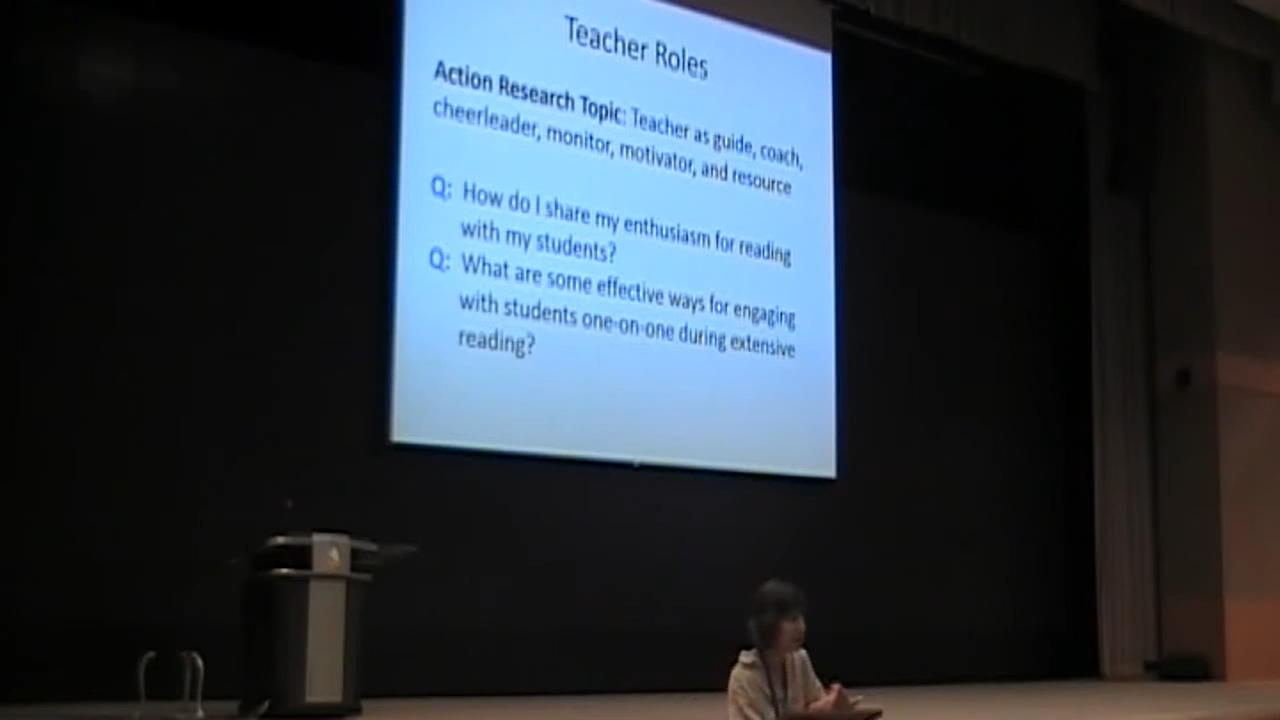 Teacher Roles
Action Research Topic: Teacher as guide, coach,
cheerleader, monitor, motivator, and resource
Q: How do I share my enthusiasm for reading
with my students?
Q: What are some effective ways for engaging
with students one-on-one during extensive
reading?